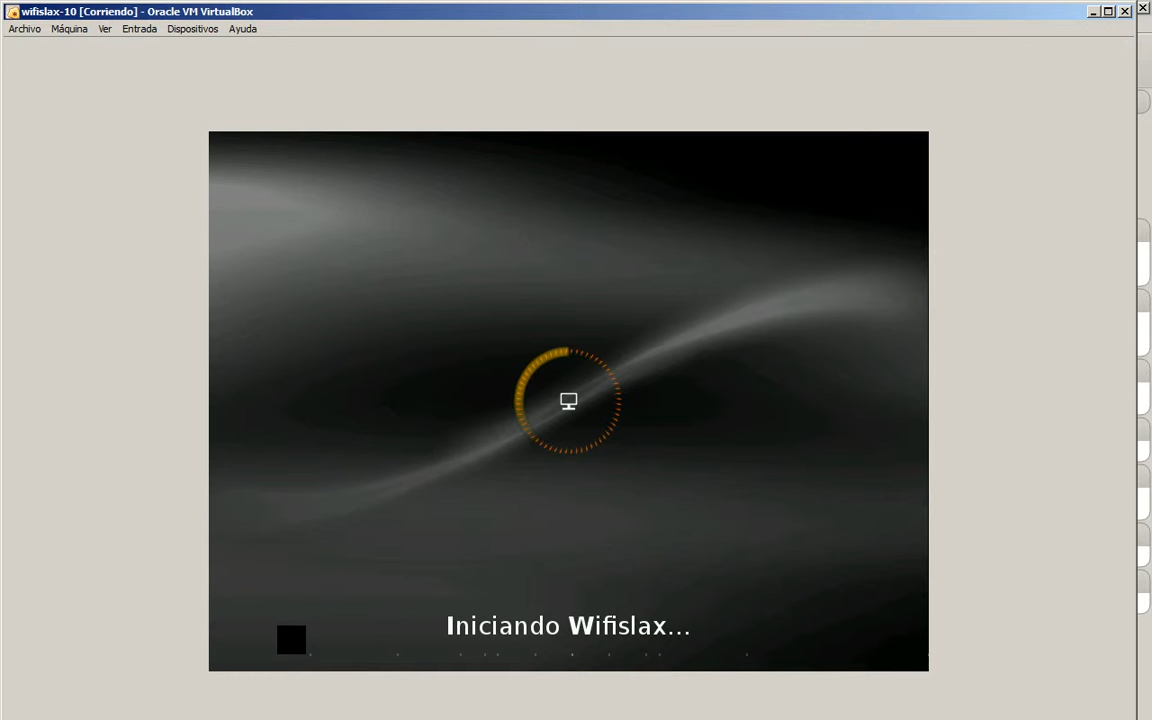 wifislax-10 [Corriendo] - Oracle VM VirtualBox
Archivo Máquina Ver Entrada Dispositivos Ayuda
Iniciando Wifislax...